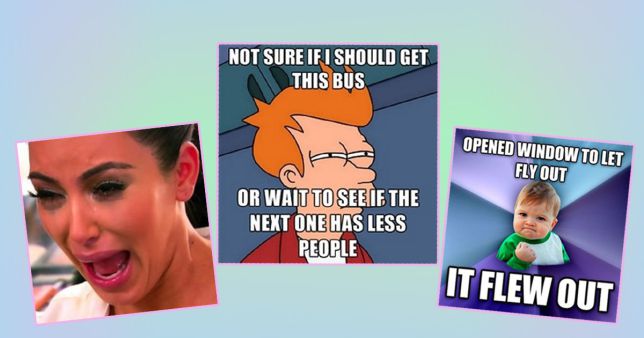 NOT SURE IF I SHOULD GET
THIS BUS
OR WAIT TO SEE IF THE
NEXT ONE HAS LESS
PEOPLE
OPENED WINDOW TO LET
FLY OUT
IT FLEW OUT